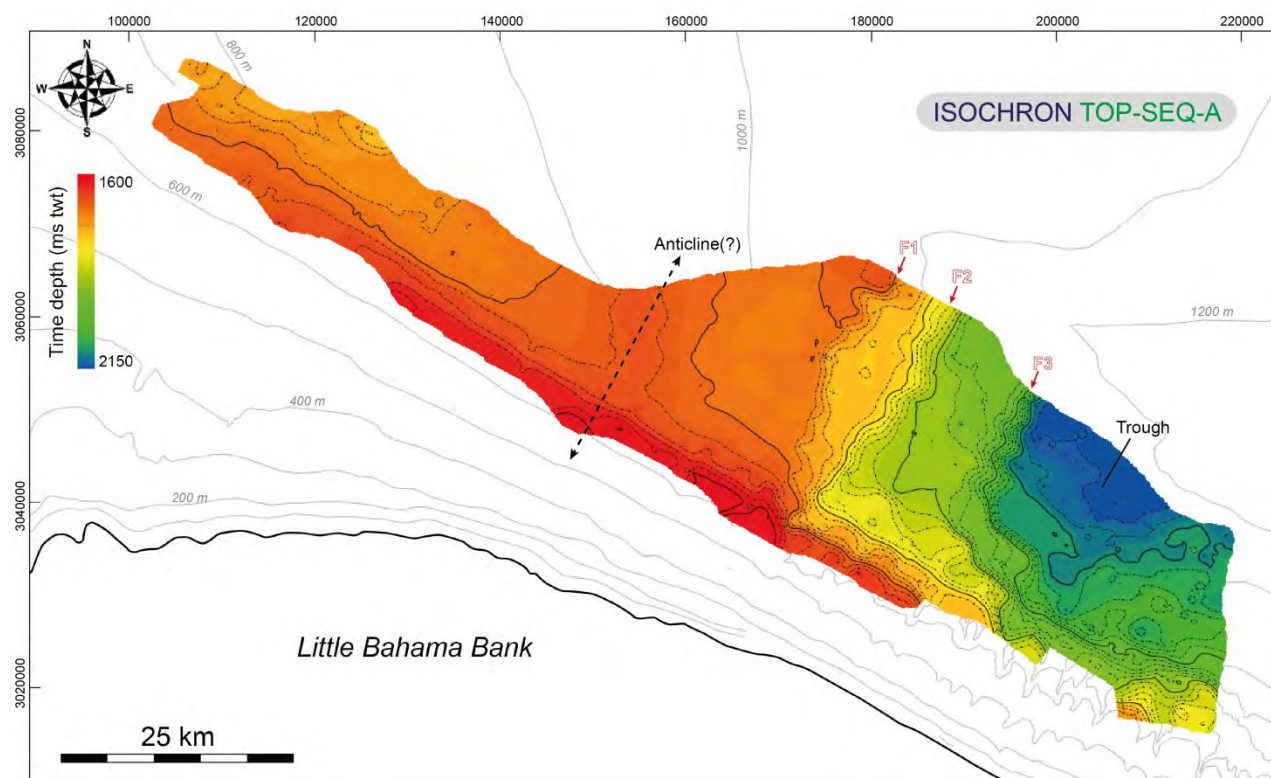 100000 120000 140000 160000 180000 200000 220000
800 m
N
W E
S
ISOCHRON TOP-SEQ-A
3080000
1000 m
600 m
1600
Time depth (ms twt)
2150
Anticline(?)
F1
F2
3060000
1200 m
F3
400 m
Trough
200 m
3040000
Little Bahama Bank
3020000
25 km